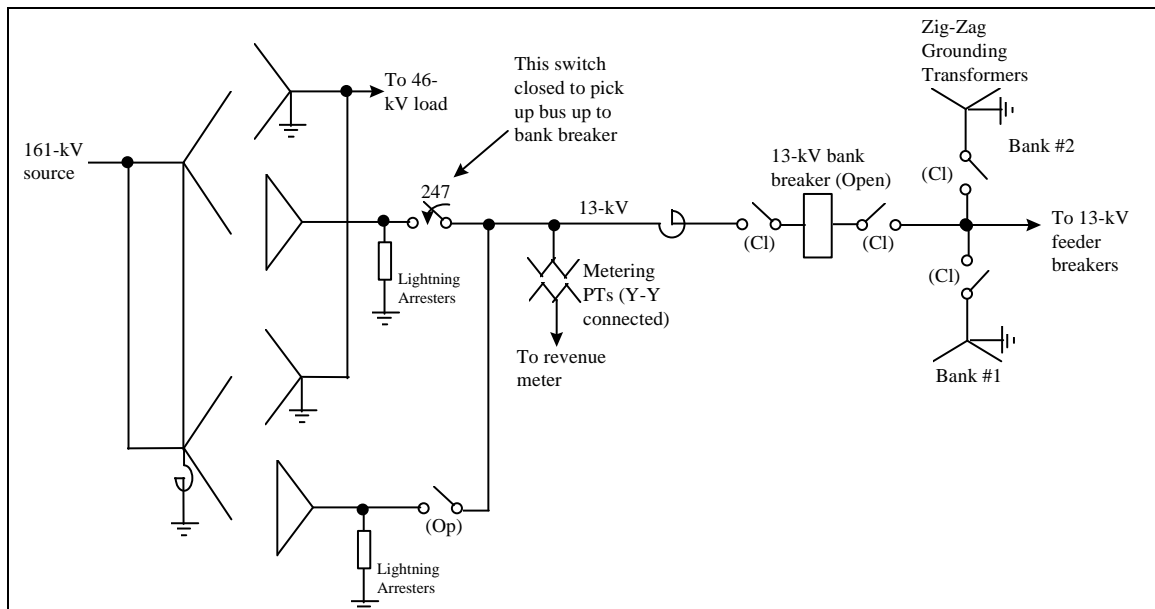 To 46-
kV load
This switch
closed to pick
up bus up to
bank breaker
Zig-Zag
Grounding
Transformers
Bank #2
161-kV
source
247
13-kV
13-kV bank
breaker (Open)
(Cl)
(Cl)
(Cl)
(Cl)
To 13-kV
feeder
breakers
Lightning
Arresters
Metering
PTs (Y-Y
connected)
To revenue
meter
Bank #1
(Op)
Lightning
Arresters